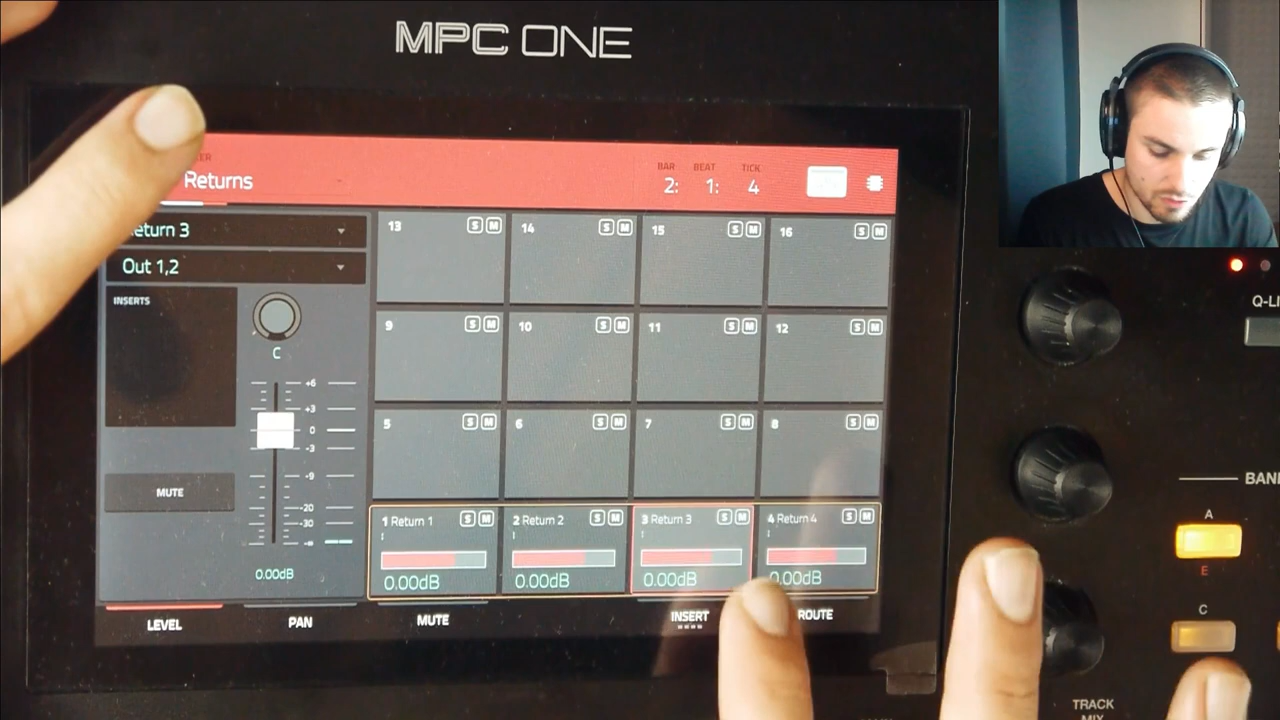 MPC ONE
Returns
BAR BEAT TICK
2: 1: 4
eturn 3
Out 1,2
INSERTS
C
+6
+3
0
-3
-9
-20
-30
-∞
MUTE
0.00dB
13 S M
14 S M
15 S M
16 S M
9 S M
10 S M
11 S M
12 S M
5 S M
6 S M
7 S M
8 S M
1 Return 1 S M
0.00dB
2 Return 2 S M
0.00dB
3 Return 3 S M
0.00dB
4 Return 4 S M
0.00dB
LEVEL PAN MUTE INSERT ROUTE
Q-LI
BAN
A
E
C
TRACK
MIX